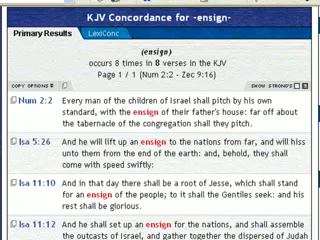 KJV Concordance for -ensign-
Primary Results LexiConc
(ensign)
occurs 8 times in 8 verses in the KJV
Page 1 / 1 (Num 2:2 - Zec 9:16)
COPY OPTIONS SHOW STRONG'S
Num 2:2 Every man of the children of Israel shall pitch by his own
standard, with the ensign of their father's house: far off about
the tabernacle of the congregation shall they pitch.
Isa 5:26 And he will lift up an ensign to the nations from far, and will hiss
unto them from the end of the earth: and, behold, they shall
come with speed swiftly:
Isa 11:10 And in that day there shall be a root of Jesse, which shall stand
for an ensign of the people; to it shall the Gentiles seek: and his
rest shall be glorious.
Isa 11:12 And he shall set up an ensign for the nations, and shall assemble
the outcasts of Israel, and gather together the dispersed of Judah